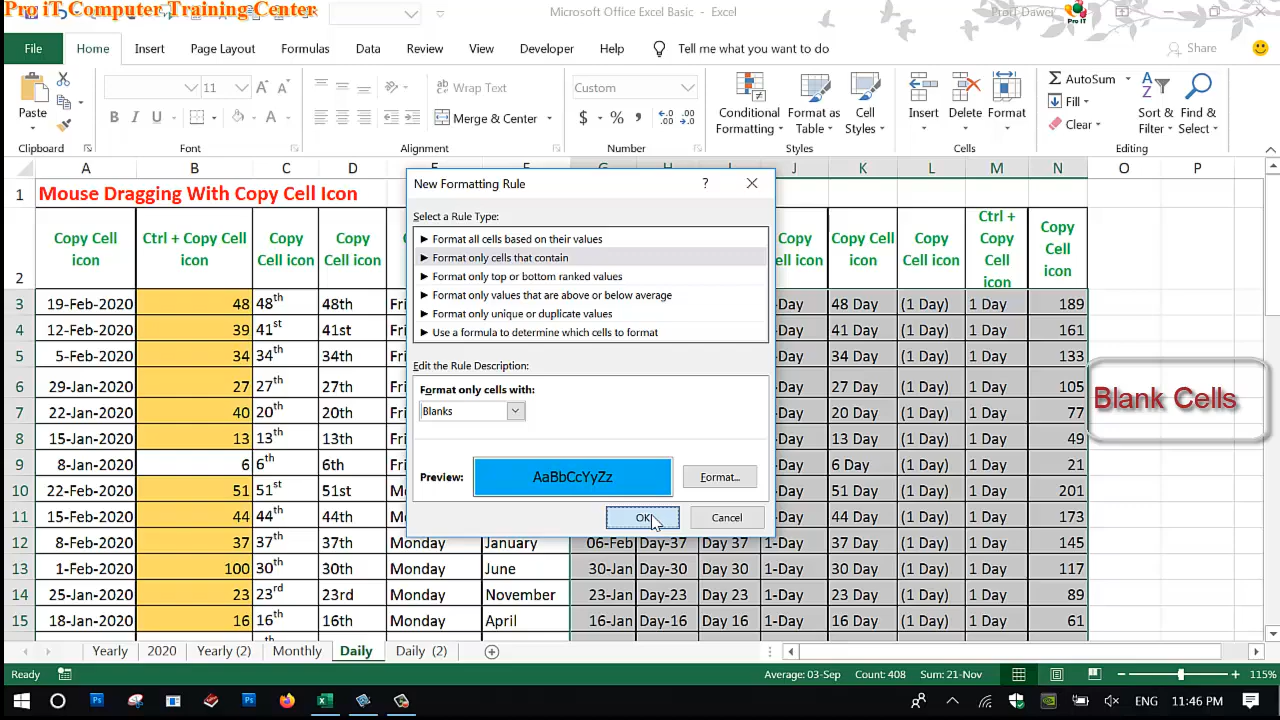 Pro iT Computer Training Center
Microsoft Office Excel Basic - Excel
Pro iT
File Home Insert Page Layout Formulas Data Review View Developer Help Tell me what you want to do Share
Paste
Clipboard
11
B I U
Font
Wrap Text
Merge & Center
Alignment
Custom
$ % ,
Number
Conditional Formatting
Format as Table
Cell Styles
Styles
Insert Delete Format
Cells
AutoSum
Fill
Clear
Sort & Filter
Find & Select
Editing
A B C D E F G H I J K L M N O P
1 Mouse Dragging With Copy Cell Icon
2 Copy Cell icon Ctrl + Copy Cell icon Copy Cell icon Copy Cell icon Copy Cell icon Copy Cell icon Ctrl + Copy Cell icon Copy Cell icon
3 19-Feb-2020 48 48th 48th Fri -Day 48 Day (1 Day) 1 Day 189
4 12-Feb-2020 39 41st 41st Fri -Day 41 Day (1 Day) 1 Day 161
5 5-Feb-2020 34 34th 34th Fri -Day 34 Day (1 Day) 1 Day 133
6 29-Jan-2020 27 27th 27th Fri -Day 27 Day (1 Day) 1 Day 105
7 22-Jan-2020 40 20th 20th Fri -Day 20 Day (1 Day) 1 Day 77
8 15-Jan-2020 13 13th 13th Fri -Day 13 Day (1 Day) 1 Day 49
9 8-Jan-2020 6 6th 6th Fri -Day 6 Day (1 Day) 1 Day 21
10 22-Feb-2020 51 51st 51st -Day 51 Day (1 Day) 1 Day 201
11 15-Feb-2020 44 44th 44th -Day 44 Day (1 Day) 1 Day 173
12 8-Feb-2020 37 37th 37th Monday January 06-Feb Day-37 Day 37 1-Day 37 Day (1 Day) 1 Day 145
13 1-Feb-2020 100 30th 30th Monday June 30-Jan Day-30 Day 30 1-Day 30 Day (1 Day) 1 Day 117
14 25-Jan-2020 23 23rd 23rd Monday November 23-Jan Day-23 Day 23 1-Day 23 Day (1 Day) 1 Day 89
15 18-Jan-2020 16 16th 16th Monday April 16-Jan Day-16 Day 16 1-Day 16 Day (1 Day) 1 Day 61
New Formatting Rule ?
Select a Rule Type:
► Format all cells based on their values
► Format only cells that contain
► Format only top or bottom ranked values
► Format only values that are above or below average
► Format only unique or duplicate values
► Use a formula to determine which cells to format
Edit the Rule Description:
Format only cells with:
Blanks
Preview: AaBbCcYyZz Format...
OK Cancel
Blank Cells
Yearly 2020 Yearly (2) Monthly Daily Daily (2)
Ready Average: 03-Sep Count: 408 Sum: 21-Nov 115%
ENG 11:46 PM